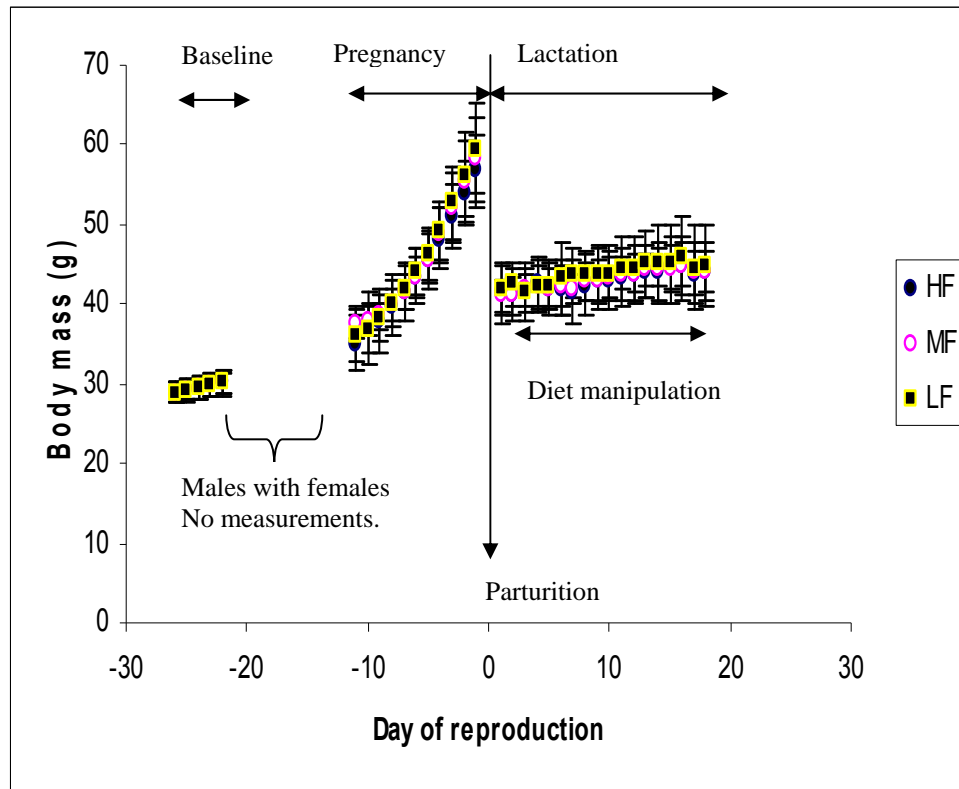 Baseline
Pregnancy
Lactation
70
60
50
40
30
20
10
0
Body mass (g)
HF
MF
LF
Diet manipulation
Males with females
No measurements.
Parturition
-30
-20
-10
0
10
20
30
Day of reproduction